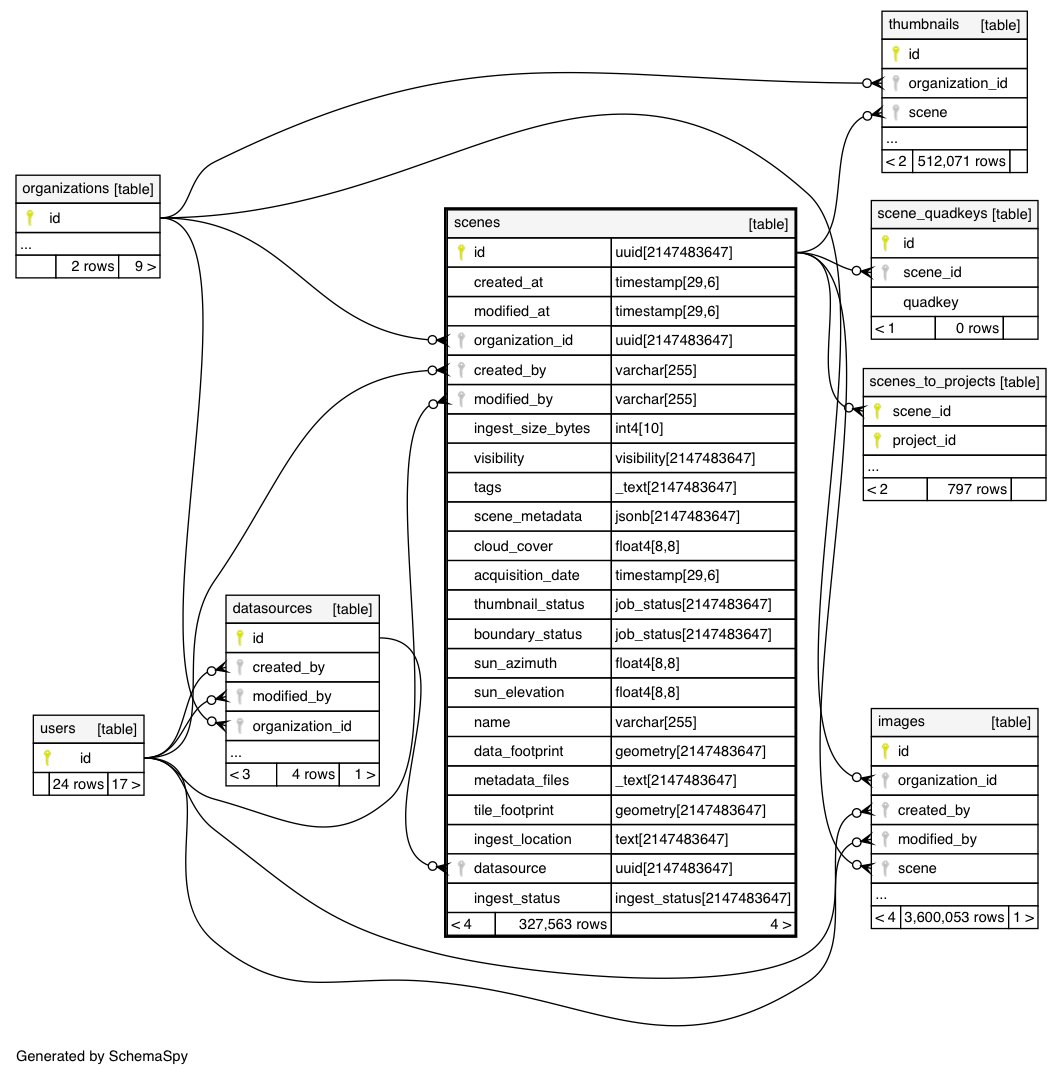 thumbnails [table]
id
organization_id
scene
...
< 2 512,071 rows
organizations [table]
id
...
2 rows 9 >
scene_quadkeys [table]
id
scene_id
quadkey
< 1 0 rows
scenes [table]
id uuid[2147483647]
created_at timestamp[29,6]
modified_at timestamp[29,6]
organization_id uuid[2147483647]
created_by varchar[255]
modified_by varchar[255]
ingest_size_bytes int4[10]
visibility visibility[2147483647]
tags _text[2147483647]
scene_metadata jsonb[2147483647]
cloud_cover float4[8,8]
acquisition_date timestamp[29,6]
thumbnail_status job_status[2147483647]
boundary_status job_status[2147483647]
sun_azimuth float4[8,8]
sun_elevation float4[8,8]
name varchar[255]
data_footprint geometry[2147483647]
metadata_files _text[2147483647]
tile_footprint geometry[2147483647]
ingest_location text[2147483647]
datasource uuid[2147483647]
ingest_status ingest_status[2147483647]
< 4 327,563 rows 4 >
scenes_to_projects [table]
scene_id
project_id
...
< 2 797 rows
datasources [table]
id
created_by
modified_by
organization_id
...
< 3 4 rows 1 >
users [table]
id
24 rows 17 >
images [table]
id
organization_id
created_by
modified_by
scene
...
< 4 3,600,053 rows 1 >
Generated by SchemaSpy